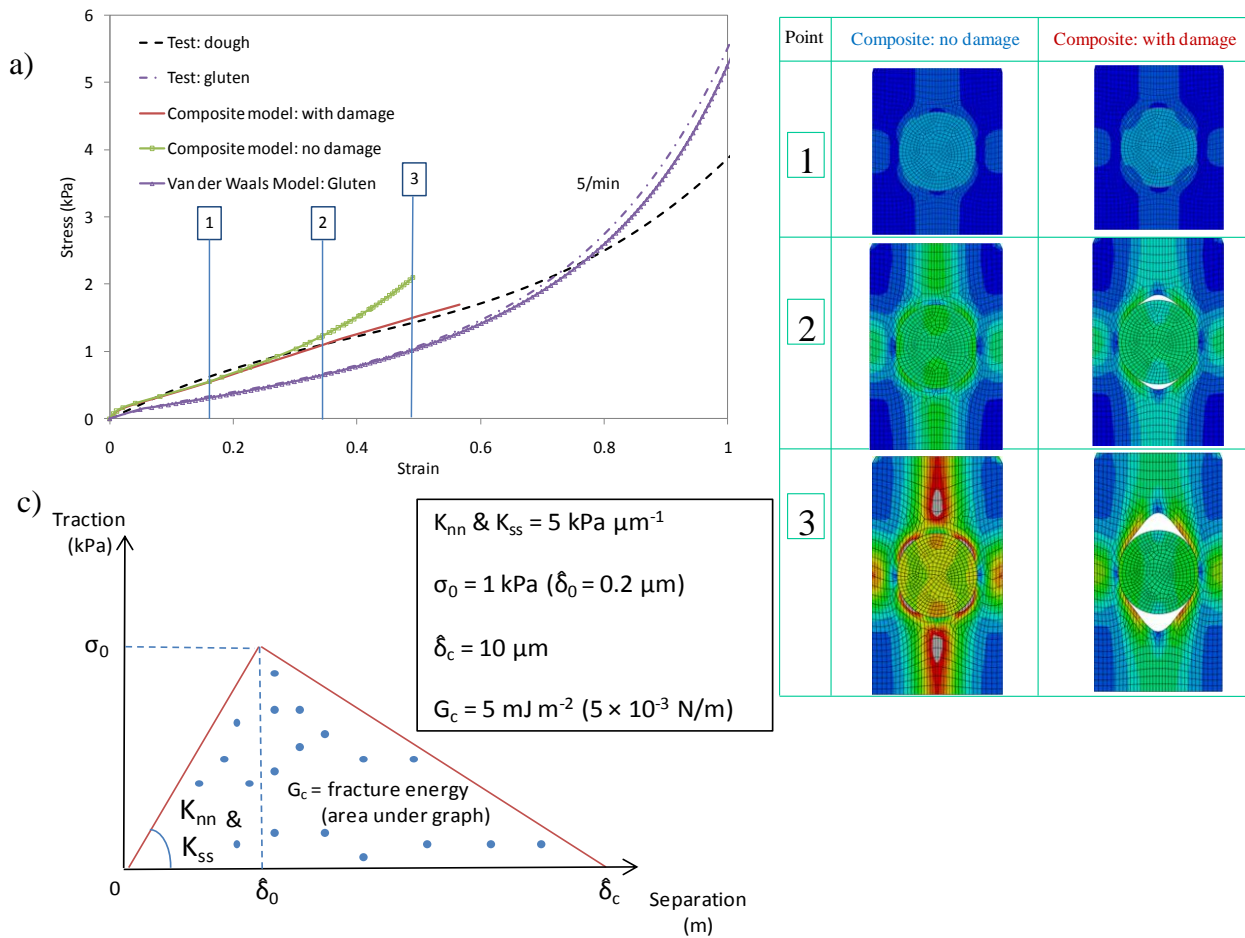 a)
6
5
4
3
2
1
0
Stress (kPa)
Test: dough
Test: gluten
Composite model: with damage
Composite model: no damage
Van der Waals Model: Gluten
1
2
3
5/min
0
0.2
0.4
0.6
0.8
1
Strain
Point
Composite: no damage
Composite: with damage
1
2
3
c)
Traction
(kPa)
σ0
Knn &
Kss
Gc = fracture energy
(area under graph)
0
δ̂0
δ̂c
Separation
(m)
Knn & Kss = 5 kPa μm-1
σ0 = 1 kPa (δ̂0 = 0.2 μm)
δ̂c = 10 μm
Gc = 5 mJ m-2 (5 × 10-3 N/m)